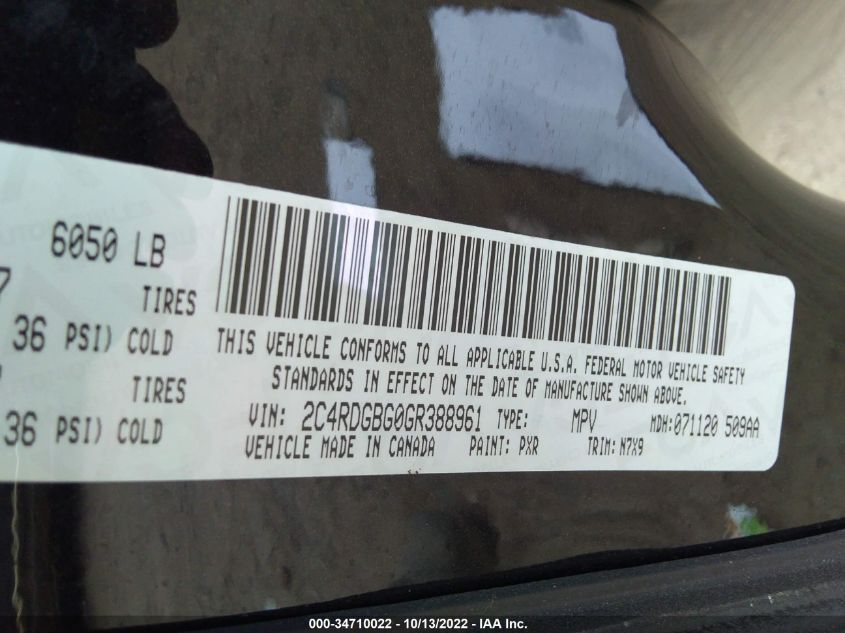 6050 LB
7 TIRES
36 PSI) COLD
TIRES
36 PSI) COLD
THIS VEHICLE CONFORMS TO ALL APPLICABLE U.S.A. FEDERAL MOTOR VEHICLE SAFETY
STANDARDS IN EFFECT ON THE DATE OF MANUFACTURE SHOWN ABOVE.
VIN: 2C4RDGBG0GR388961 TYPE: MPV MDH:071120 509AA
VEHICLE MADE IN CANADA PAINT: PXR TRIM: N7X9
000-34710022 - 10/13/2022 - IAA Inc.